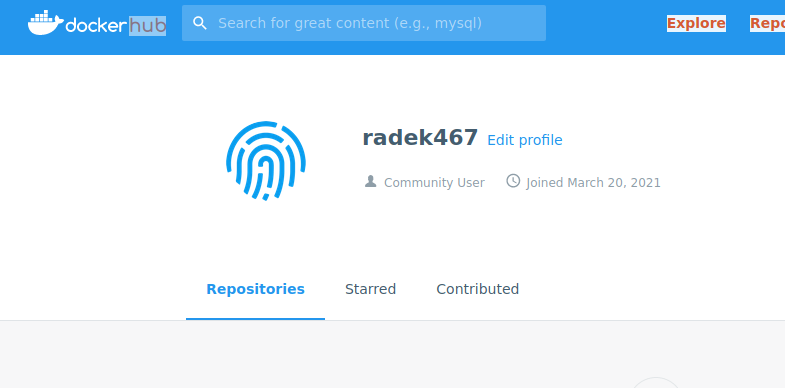 dockerhub
Search for great content (e.g., mysql)
Explore
radek467 Edit profile
Community User Joined March 20, 2021
Repositories Starred Contributed